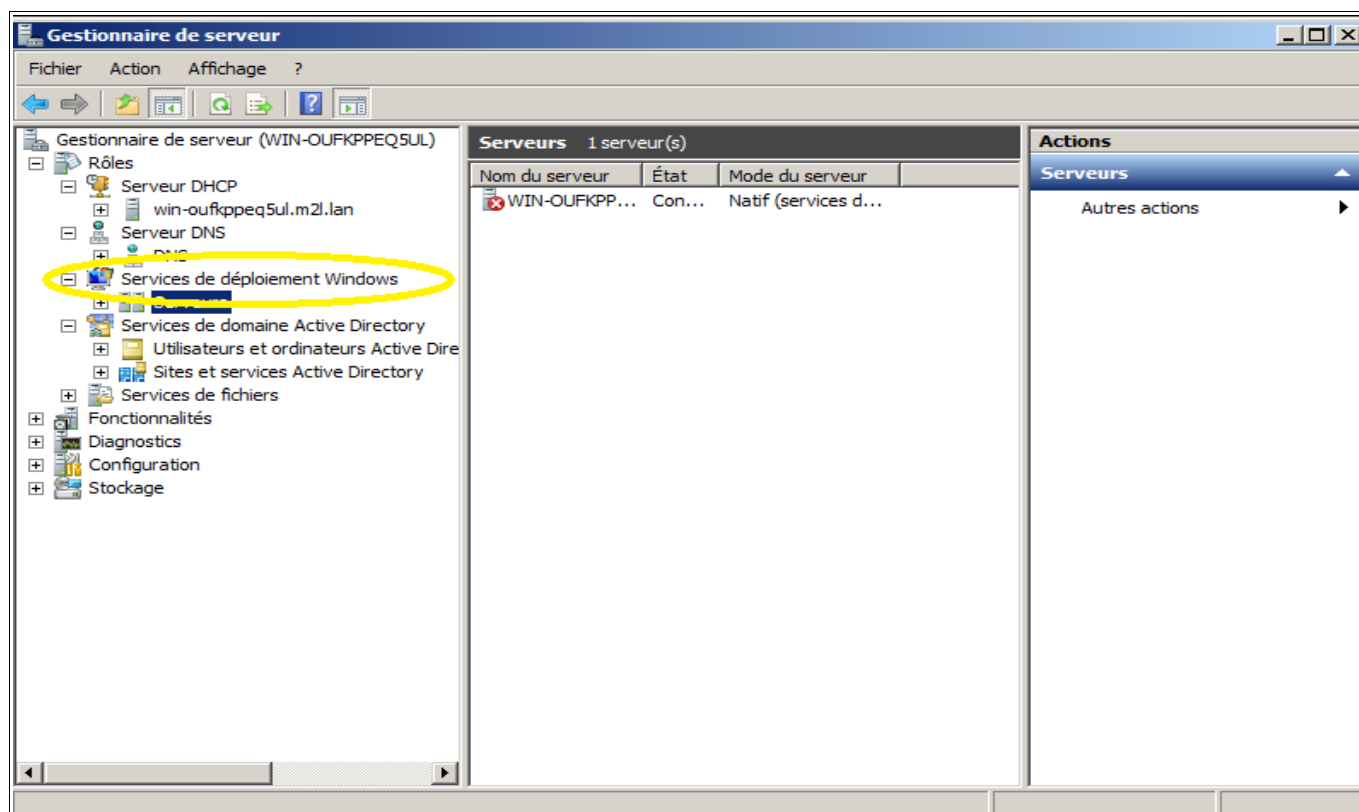 Gestionnaire de serveur
Fichier Action Affichage ?
Gestionnaire de serveur (WIN-OUFKPPEQ5UL)
Rôles
Serveur DHCP
win-oufkppeq5ul.m2l.lan
Serveur DNS
DNS
Services de déploiement Windows
Services de domaine Active Directory
Utilisateurs et ordinateurs Active Dire
Sites et services Active Directory
Services de fichiers
Fonctionnalités
Diagnostics
Configuration
Stockage
Serveurs 1 serveur(s)
Nom du serveur État Mode du serveur
WIN-OUFKPP... Con... Natif (services d...
Actions
Serveurs
Autres actions